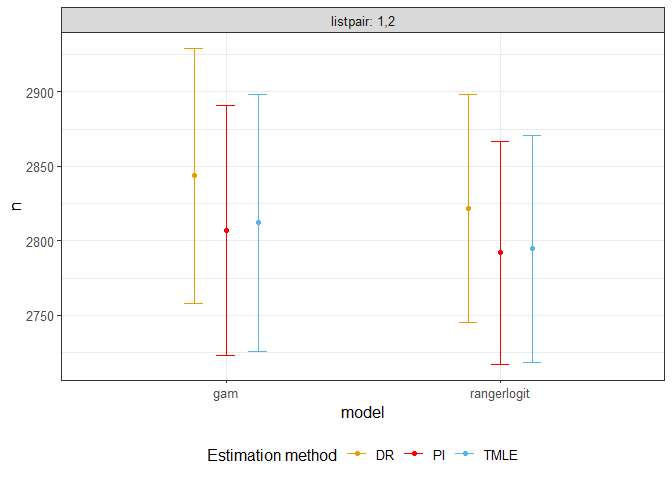 listpair: 1,2
n
2900
2850
2800
2750
gam rangerlogit
model
Estimation method DR PI TMLE